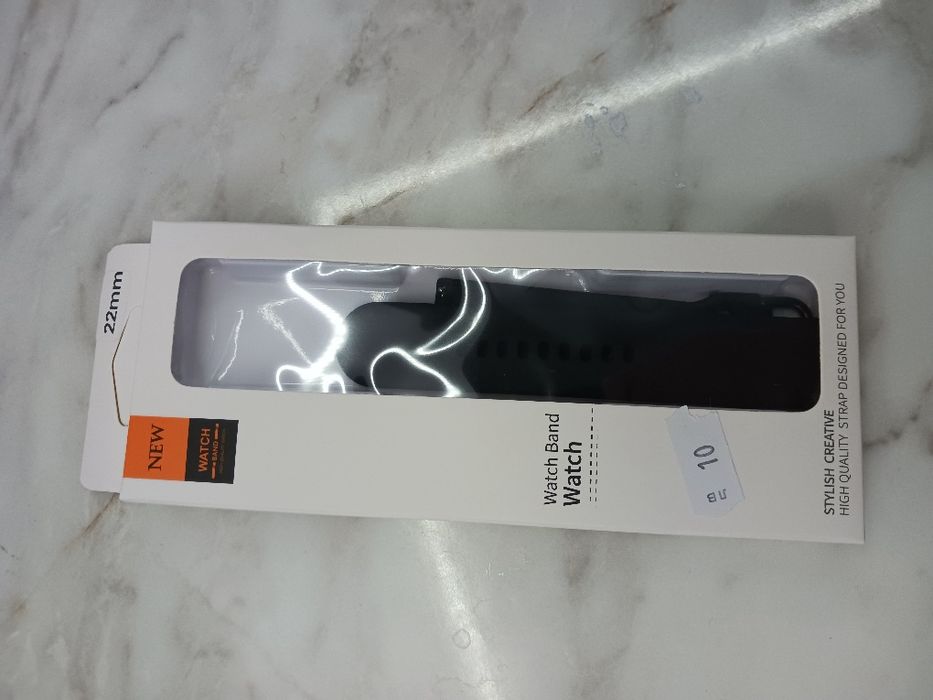 22mm
NEW
WATCH
BAND
Watch Band
Watch
10
STYLISH CREATIVE
HIGH QUALITY STRAP DESIGNED FOR YOU